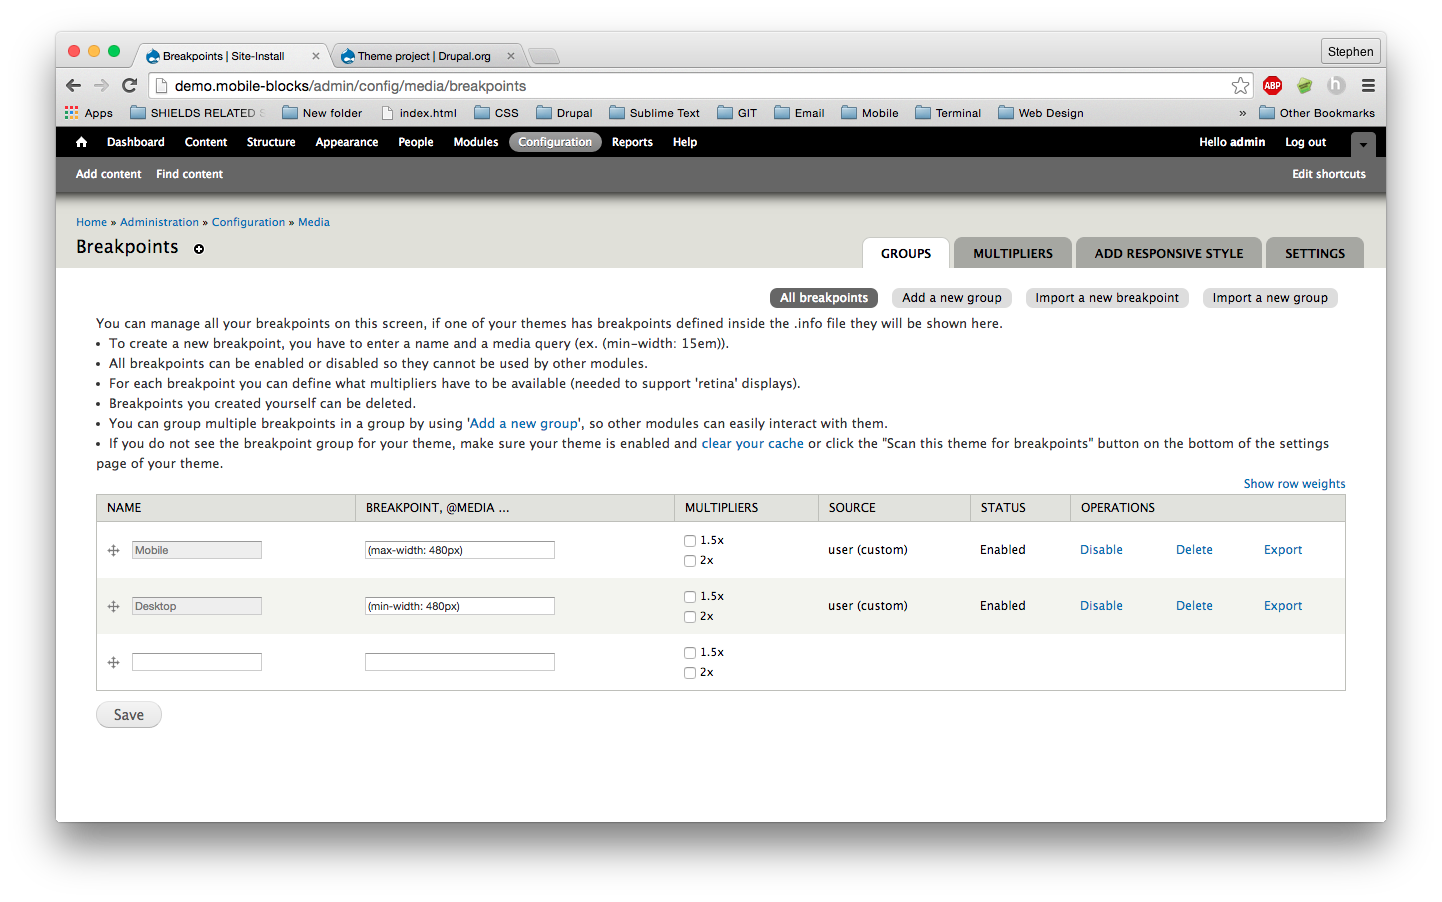 Breakpoints | Site-Install
Theme project | Drupal.org
Stephen
demo.mobile-blocks/admin/config/media/breakpoints
ABP
h
Apps SHIELDS RELATED New folder index.html CSS Drupal Sublime Text GIT Email Mobile Terminal Web Design » Other Bookmarks
Dashboard Content Structure Appearance People Modules Configuration Reports Help Hello admin Log out
Add content Find content Edit shortcuts
Home » Administration » Configuration » Media
Breakpoints
GROUPS MULTIPLIERS ADD RESPONSIVE STYLE SETTINGS
All breakpoints Add a new group Import a new breakpoint Import a new group
You can manage all your breakpoints on this screen, if one of your themes has breakpoints defined inside the .info file they will be shown here.
• To create a new breakpoint, you have to enter a name and a media query (ex. (min-width: 15em)).
• All breakpoints can be enabled or disabled so they cannot be used by other modules.
• For each breakpoint you can define what multipliers have to be available (needed to support 'retina' displays).
• Breakpoints you created yourself can be deleted.
• You can group multiple breakpoints in a group by using 'Add a new group', so other modules can easily interact with them.
• If you do not see the breakpoint group for your theme, make sure your theme is enabled and clear your cache or click the "Scan this theme for breakpoints" button on the bottom of the settings
page of your theme.
Show row weights
NAME BREAKPOINT, @MEDIA ... MULTIPLIERS SOURCE STATUS OPERATIONS
1.5x
Mobile (max-width: 480px) user (custom) Enabled Disable Delete Export
2x
1.5x
Desktop (min-width: 480px) user (custom) Enabled Disable Delete Export
2x
1.5x
2x
Save